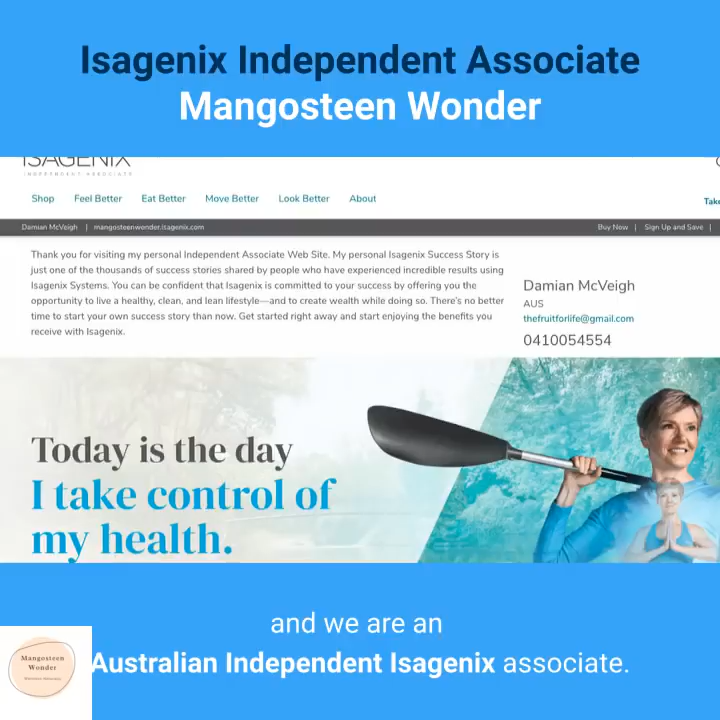 Isagenix Independent Associate
Mangosteen Wonder
ISAGENIX
INDEPENDENT ASSOCIATE
Shop Feel Better Eat Better Move Better Look Better About
Take
Damian McVeigh | mangosteenwonder.isagenix.com
Buy Now | Sign Up and Save |
Thank you for visiting my personal Independent Associate Web Site. My personal Isagenix Success Story is
just one of the thousands of success stories shared by people who have experienced incredible results using
Isagenix Systems. You can be confident that Isagenix is committed to your success by offering you the
opportunity to live a healthy, clean, and lean lifestyle—and to create wealth while doing so. There's no better
time to start your own success story than now. Get started right away and start enjoying the benefits you
receive with Isagenix.
Damian McVeigh
AUS
thefruitforlife@gmail.com
0410054554
Today is the day
I take control of
my health.
and we are an
Australian Independent Isagenix associate.
Mangosteen
Wonder